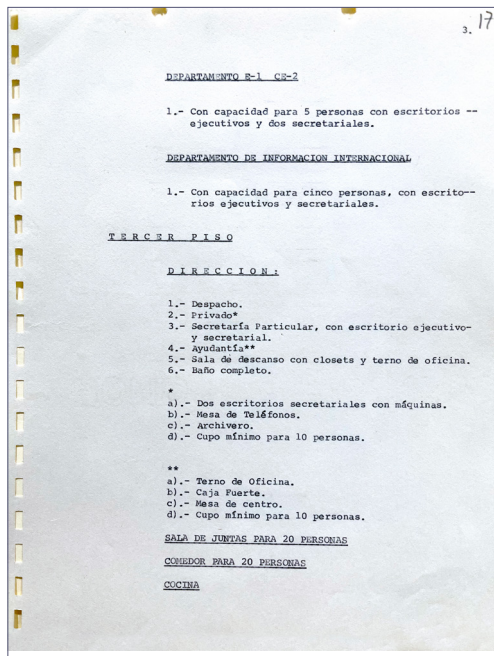 3. 17
DEPARTAMENTO E-1 CE-2
1.- Con capacidad para 5 personas con escritorios --
ejecutivos y dos secretariales.
DEPARTAMENTO DE INFORMACION INTERNACIONAL
1.- Con capacidad para cinco personas, con escrito--
rios ejecutivos y secretariales.
T E R C E R P I S O
D I R E C C I O N :
1.- Despacho.
2.- Privado*
3.- Secretaría Particular, con escritorio ejecutivo-
y secretarial.
4.- Ayudantía**
5.- Sala de descanso con closets y terno de oficina.
6.- Baño completo.
*
a).- Dos escritorios secretariales con máquinas.
b).- Mesa de Teléfonos.
c).- Archivero.
d).- Cupo mínimo para 10 personas.
**
a).- Terno de Oficina.
b).- Caja Fuerte.
c).- Mesa de centro.
d).- Cupo mínimo para 10 personas.
SALA DE JUNTAS PARA 20 PERSONAS
COMEDOR PARA 20 PERSONAS
COCINA